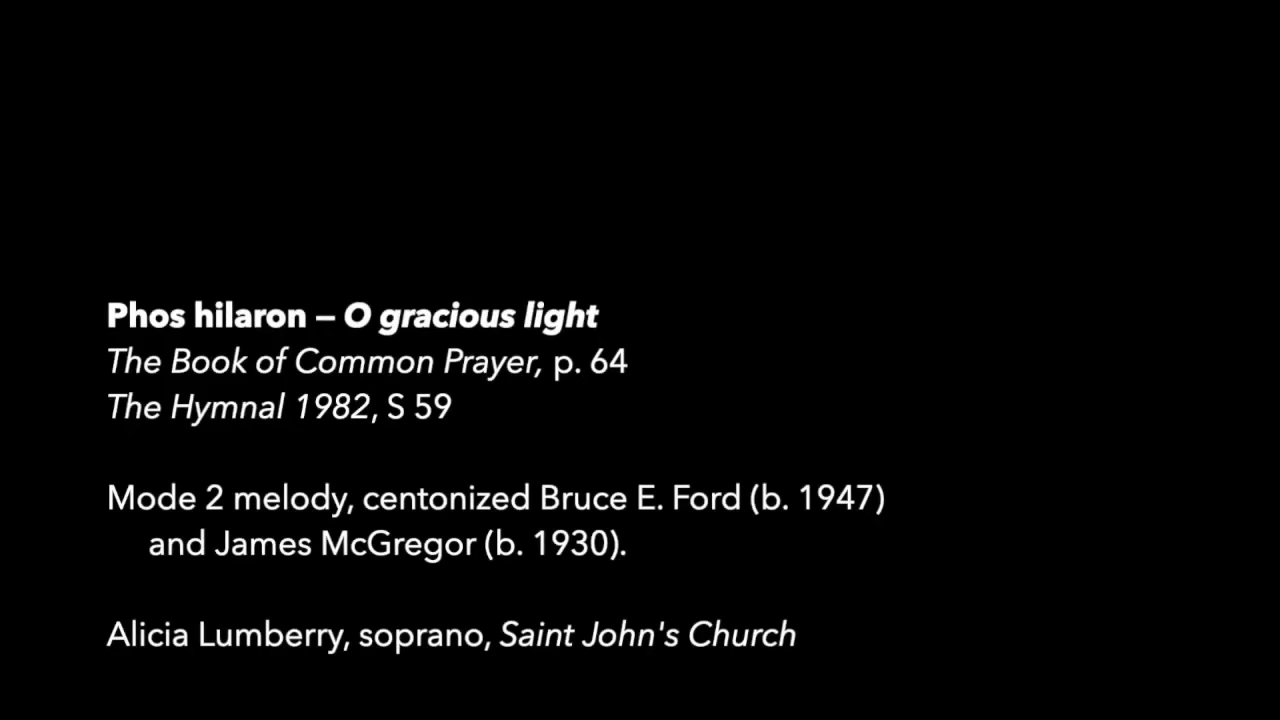 Phos hilaron – O gracious light
The Book of Common Prayer, p. 64
The Hymnal 1982, S 59
Mode 2 melody, centonized Bruce E. Ford (b. 1947)
and James McGregor (b. 1930).
Alicia Lumberry, soprano, Saint John's Church